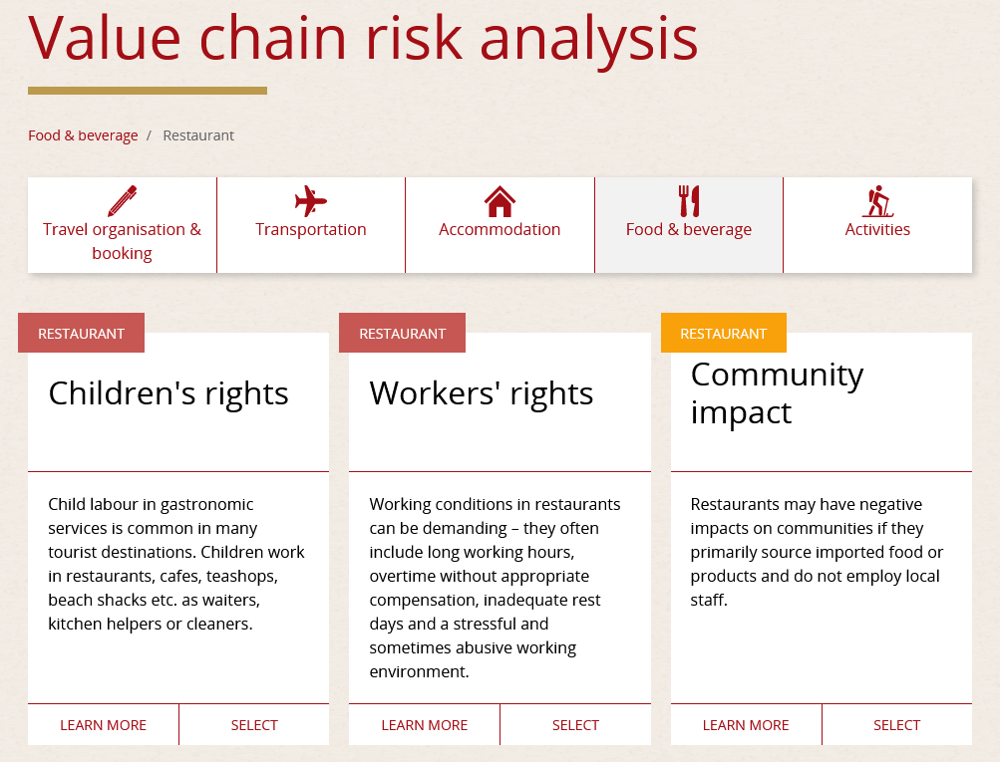 Value chain risk analysis
Food & beverage / Restaurant
Travel organisation &
booking
Transportation
Accommodation
Food & beverage
Activities
RESTAURANT
Children's rights
Child labour in gastronomic
services is common in many
tourist destinations. Children work
in restaurants, cafes, teashops,
beach shacks etc. as waiters,
kitchen helpers or cleaners.
LEARN MORE
SELECT
RESTAURANT
Workers' rights
Working conditions in restaurants
can be demanding – they often
include long working hours,
overtime without appropriate
compensation, inadequate rest
days and a stressful and
sometimes abusive working
environment.
LEARN MORE
SELECT
RESTAURANT
Community
impact
Restaurants may have negative
impacts on communities if they
primarily source imported food or
products and do not employ local
staff.
LEARN MORE
SELECT